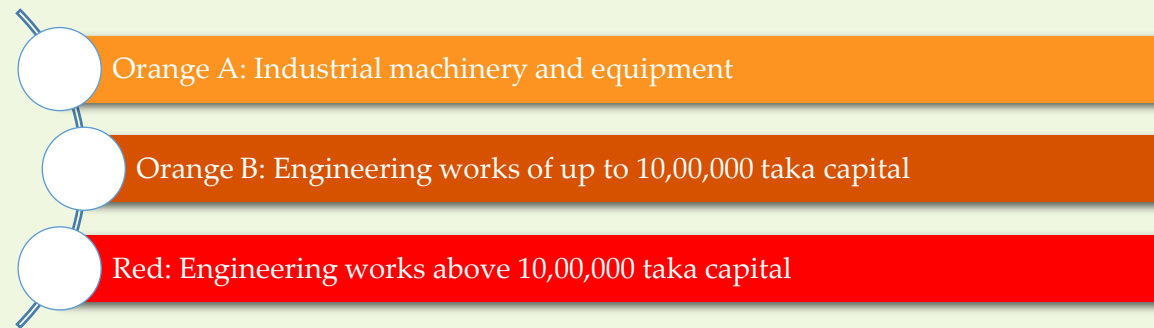 Orange A: Industrial machinery and equipment
Orange B: Engineering works of up to 10,00,000 taka capital
Red: Engineering works above 10,00,000 taka capital